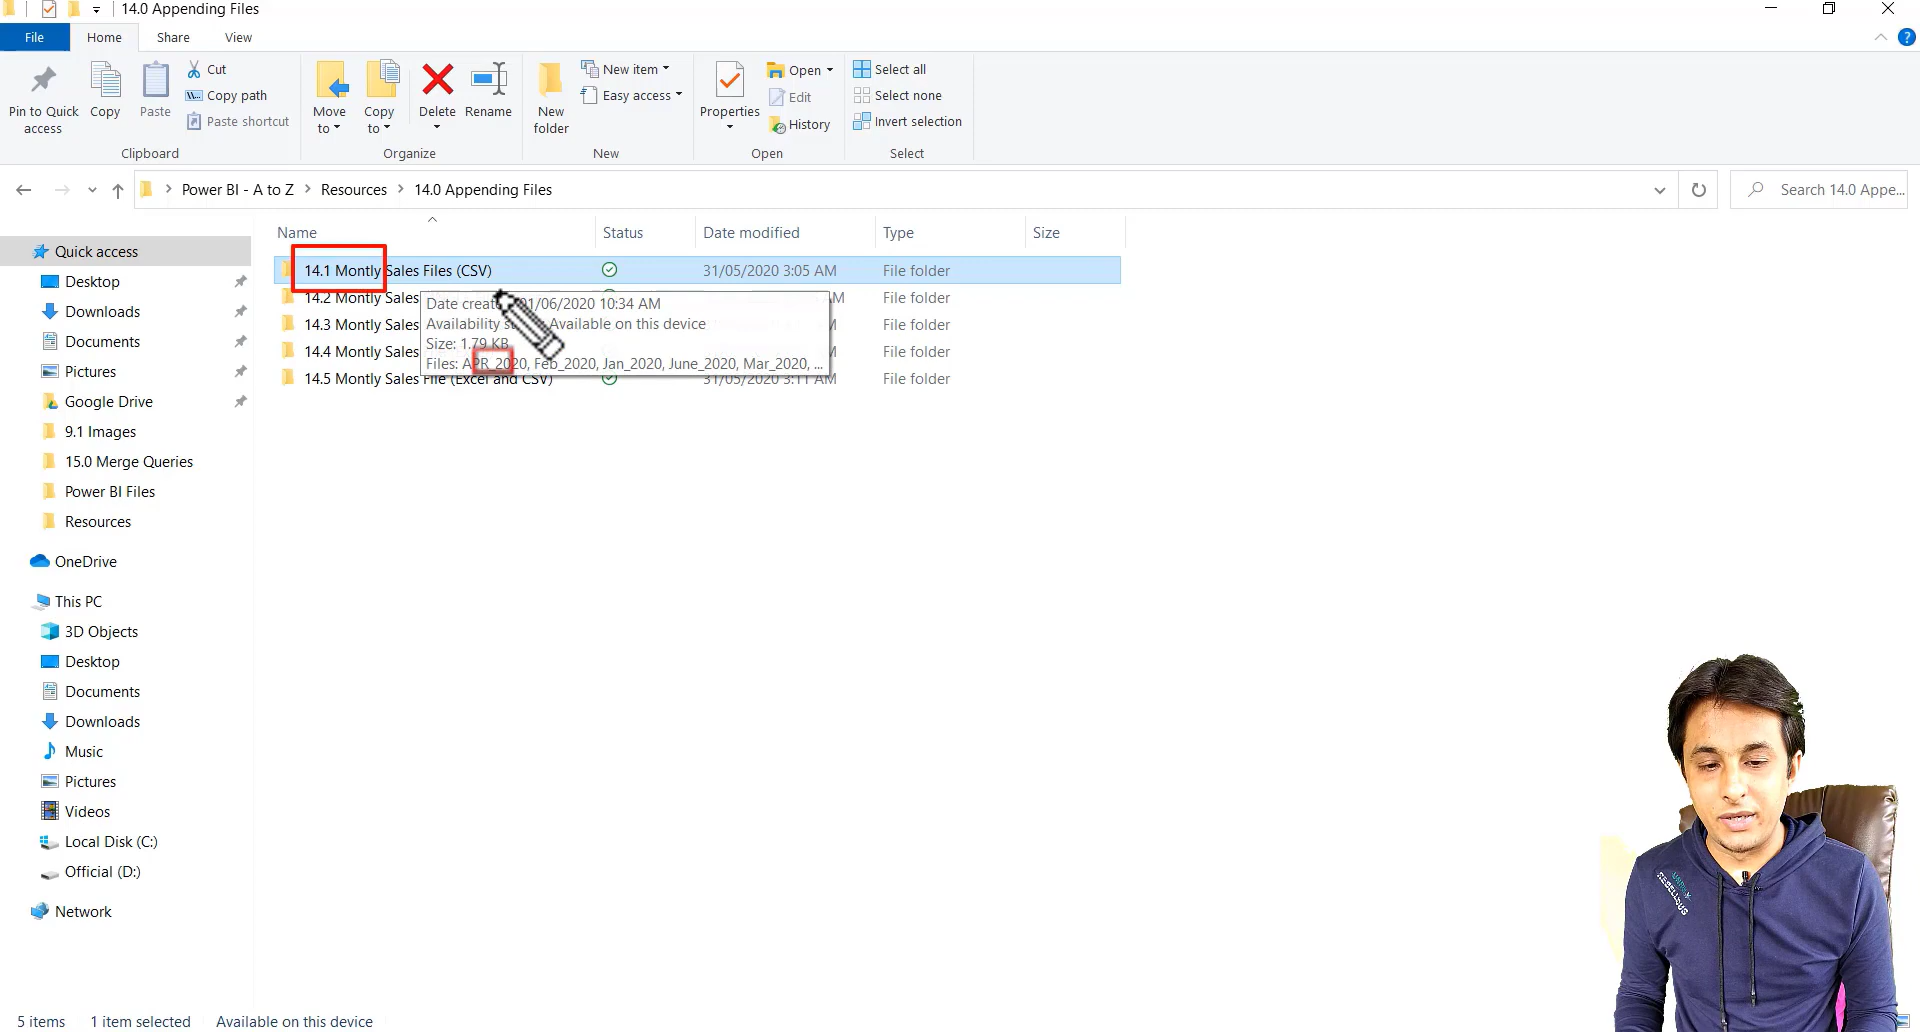 14.0 Appending Files
File Home Share View
Pin to Quick access
Copy
Paste
Cut
Copy path
Paste shortcut
Move to
Copy to
Delete
Rename
New folder
New item
Easy access
Properties
Open
Edit
History
Select all
Select none
Invert selection
Clipboard Organize New Open Select
Power BI - A to Z Resources 14.0 Appending Files
Search 14.0 Appe...
Name Status Date modified Type Size
14.1 Montly Sales Files (CSV) 31/05/2020 3:05 AM File folder
14.2 Montly Sales File folder
14.3 Montly Sales File folder
14.4 Montly Sales File folder
14.5 Montly Sales File (Excel and CSV) 31/05/2020 3:11 AM File folder
01/06/2020 10:34 AM
Date
Availability Available on this device
Size: 1.79 KB
Files: APR_2020, Feb_2020, Jan_2020, June_2020, Mar_2020, ...
Quick access
Desktop
Downloads
Documents
Pictures
Google Drive
9.1 Images
15.0 Merge Queries
Power BI Files
Resources
OneDrive
This PC
3D Objects
Desktop
Documents
Downloads
Music
Pictures
Videos
Local Disk (C:)
Official (D:)
Network
5 items 1 item selected Available on this device